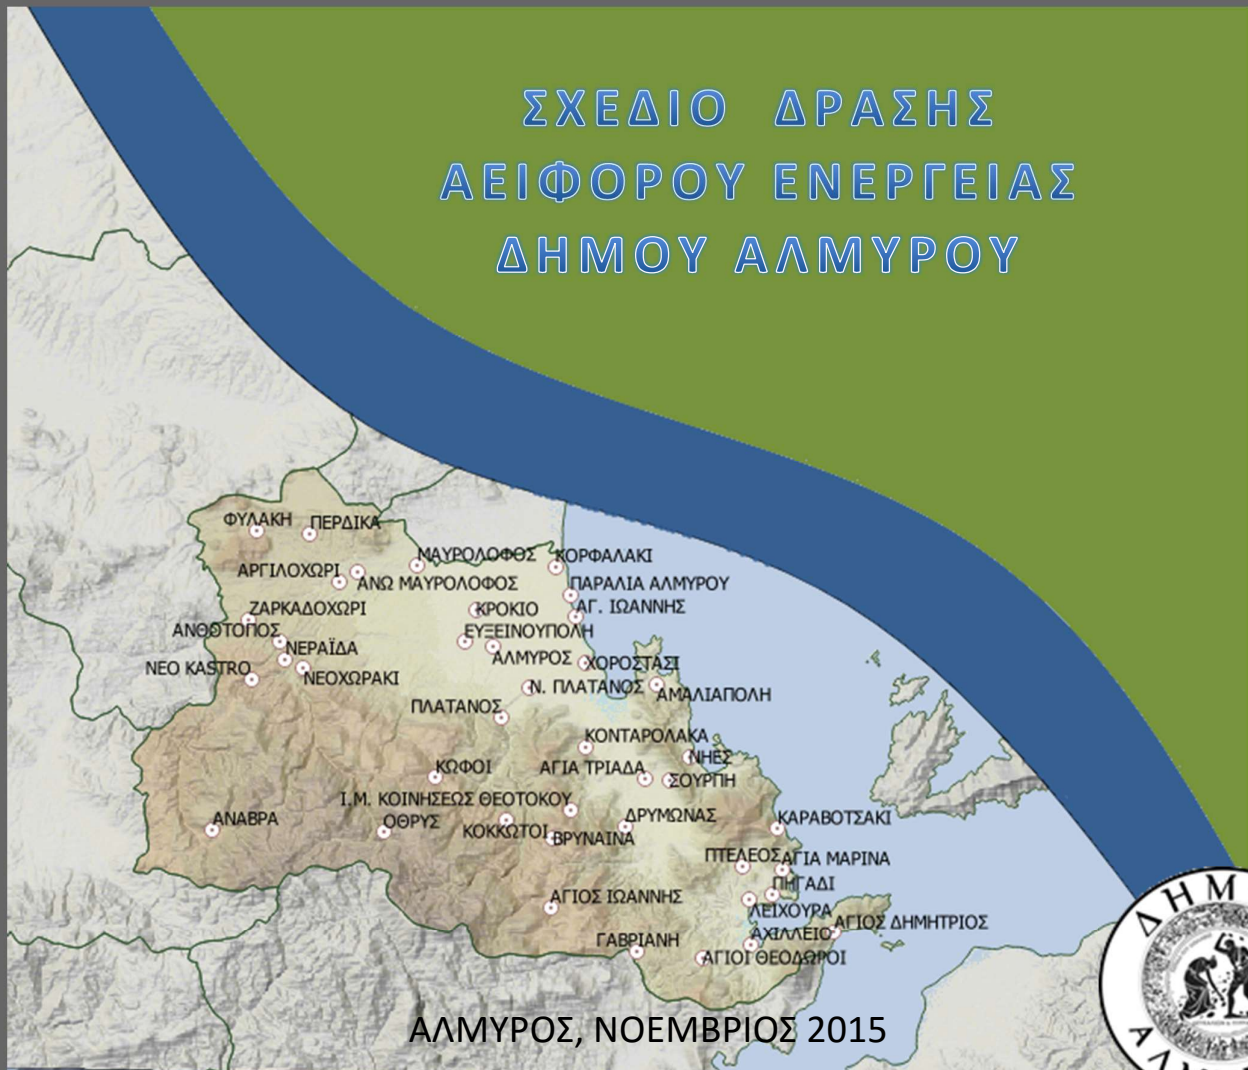 ΣΧΕΔΙΟ ΔΡΑΣΗΣ
ΑΕΙΦΟΡΟΥ ΕΝΕΡΓΕΙΑΣ
ΔΗΜΟΥ ΑΛΜΥΡΟΥ
ΦΥΛΑΚΗ
ΠΕΡΔΙΚΑ
ΜΑΥΡΟΛΟΦΟΣ
ΚΟΡΦΑΛΑΚΙ
ΑΡΓΙΛΟΧΩΡΙ
ΑΝΩ ΜΑΥΡΟΛΟΦΟΣ
ΠΑΡΑΛΙΑ ΑΛΜΥΡΟΥ
ΖΑΡΚΑΔΟΧΩΡΙ
ΚΡΟΚΙΟ
ΑΓ. ΙΩΑΝΝΗΣ
ΑΝΘΟΤΟΠΟΣ
ΕΥΞΕΙΝΟΥΠΟΛΗ
ΝΕΡΑΪΔΑ
ΑΛΜΥΡΟΣ
ΧΟΡΟΣΤΑΣΙ
ΝΕΟ KASTRO
ΝΕΟΧΩΡΑΚΙ
Ν. ΠΛΑΤΑΝΟΣ
ΑΜΑΛΙΑΠΟΛΗ
ΠΛΑΤΑΝΟΣ
ΚΟΝΤΑΡΟΛΑΚΑ
ΝΗΕΣ
ΚΩΦΟΙ
ΑΓΙΑ ΤΡΙΑΔΑ
ΣΟΥΡΠΗ
Ι.Μ. ΚΟΙΝΗΣΕΩΣ ΘΕΟΤΟΚΟΥ
ΑΝΑΒΡΑ
ΟΘΡΥΣ
ΚΟΚΚΩΤΟΙ
ΒΡΥΝΑΙΝΑ
ΔΡΥΜΩΝΑΣ
ΚΑΡΑΒΟΤΣΑΚΙ
ΠΤΕΛΕΟΣ
ΑΓΙΑ ΜΑΡΙΝΑ
ΠΗΓΑΔΙ
ΑΓΙΟΣ ΙΩΑΝΝΗΣ
ΛΕΙΧΟΥΡΑ
ΑΓΙΟΣ ΔΗΜΗΤΡΙΟΣ
ΓΑΒΡΙΑΝΗ
ΑΧΙΛΛΕΙΟ
ΑΓΙΟΙ ΘΕΟΔΩΡΟΙ
ΑΛΜΥΡΟΣ, ΝΟΕΜΒΡΙΟΣ 2015